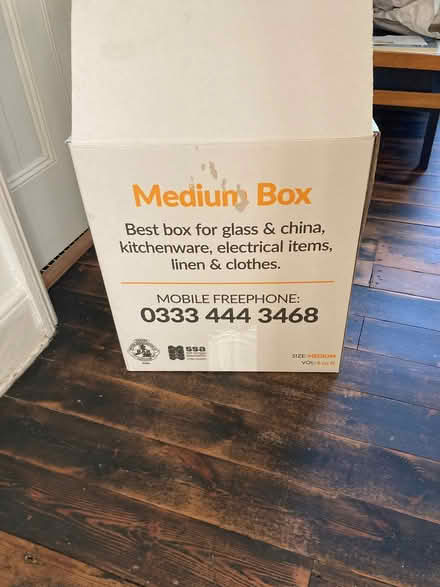 Medium Box
Best box for glass & china,
kitchenware, electrical items,
linen & clothes.
MOBILE FREEPHONE:
0333 444 3468
ssa
SIZE: MEDIUM